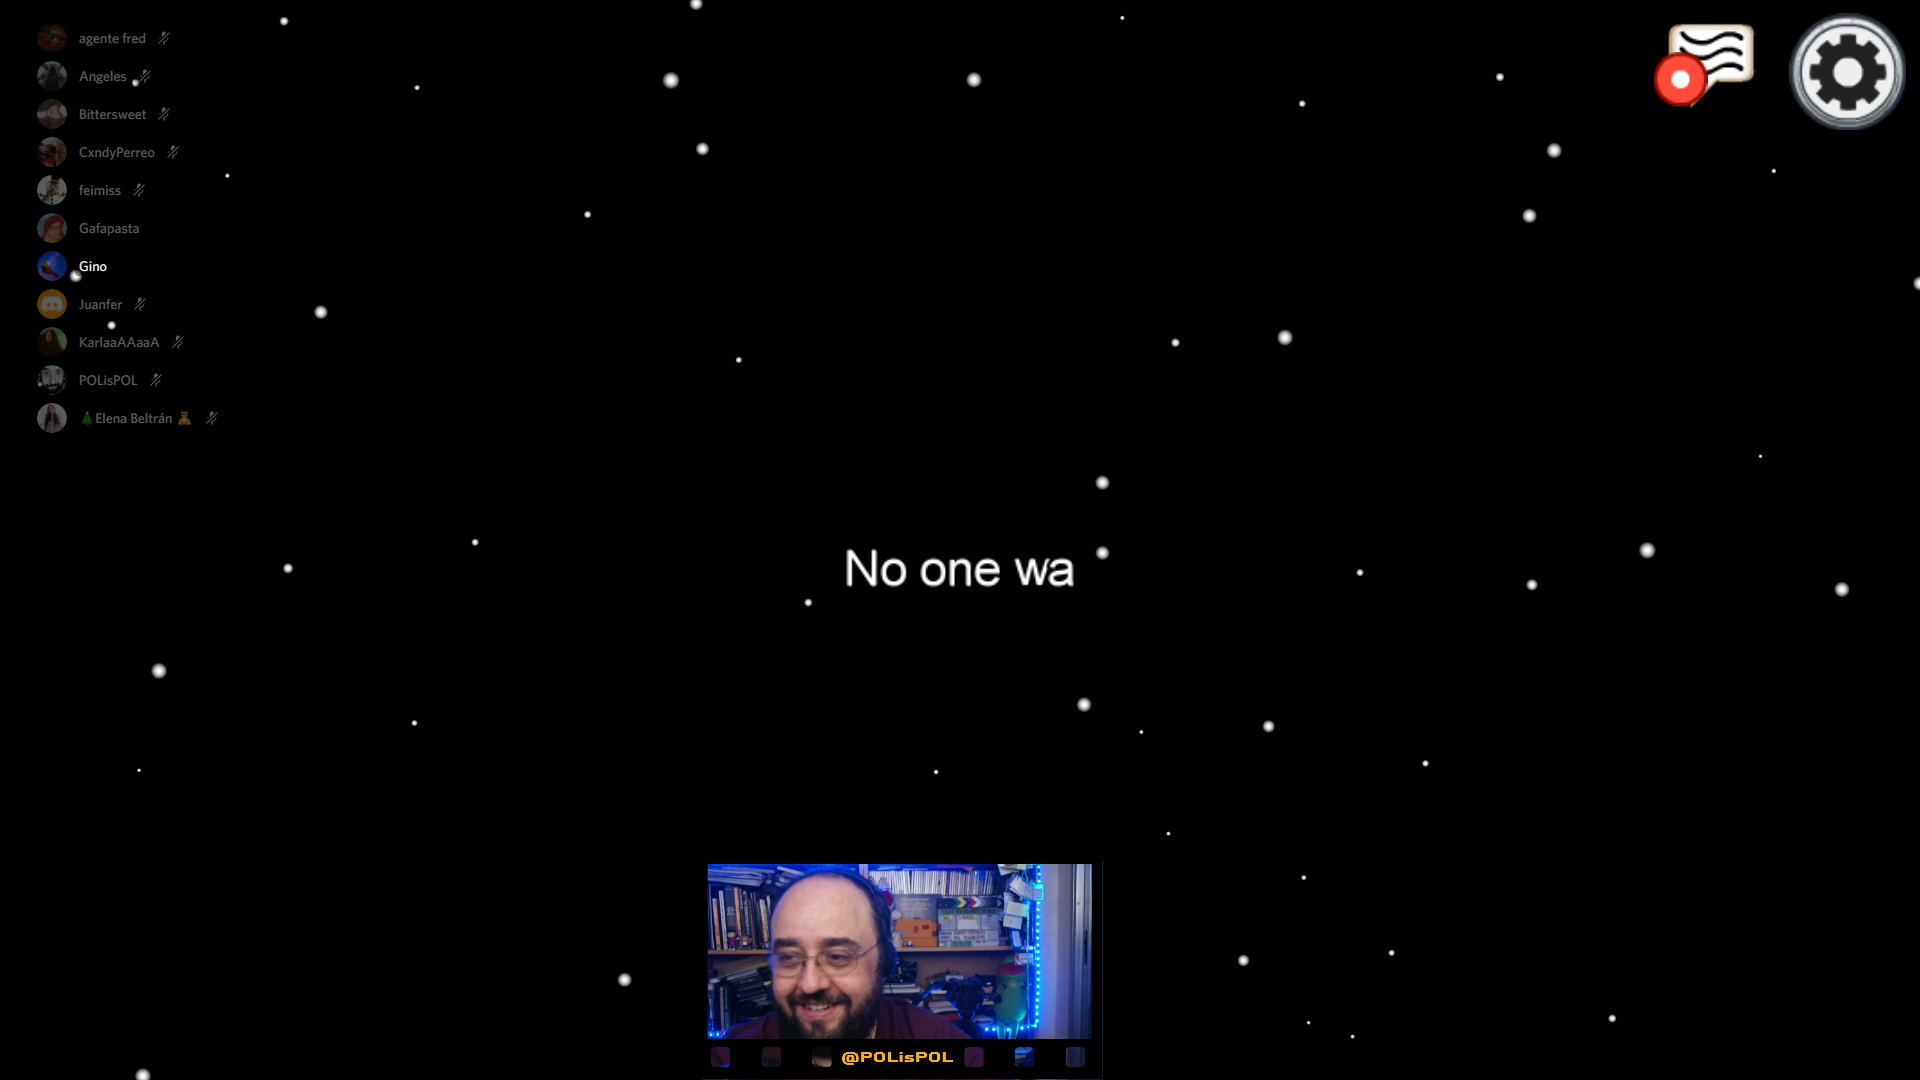 agente fred
Angeles
Bittersweet
CxndyPerreo
feimiss
Gafapasta
Gino
Juanfer
KarlaaAAaaA
POLisPOL
🎄Elena Beltrán 🧸
No one wa
@POLisPOL